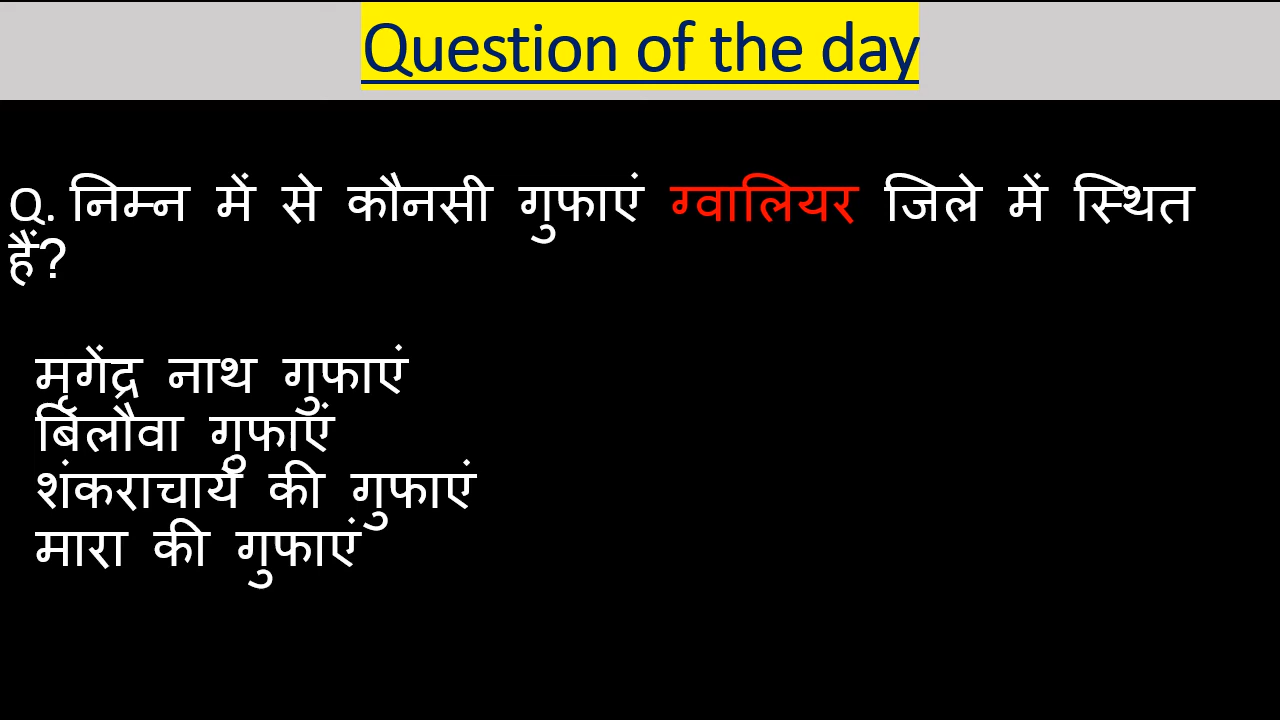 Question of the day
Q. निम्न में से कौनसी गुफाएं ग्वालियर जिले में स्थित
हैं?
मृगेंद्र नाथ गुफाएं
बिलौवा गुफाएं
शंकराचार्य की गुफाएं
मारा की गुफाएं